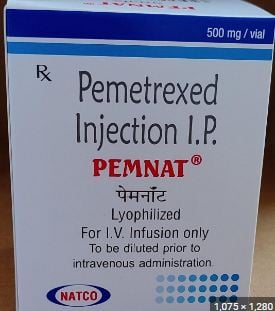 500 mg / vial
Rx
Pemetrexed
Injection I.P.
PEMNAT®
पेमनॉट
Lyophilized
For I.V. Infusion only
To be diluted prior to
intravenous administration.
NATCO
1,075 × 1,280